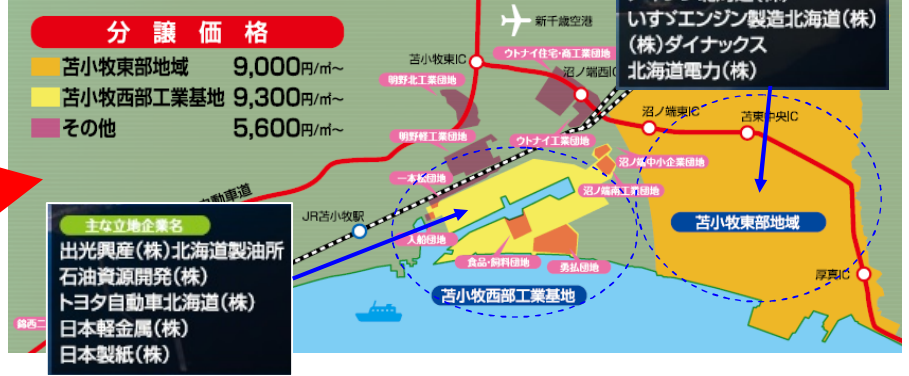 分譲価格
苫小牧東部地域 9,000円/㎡~
苫小牧西部工業基地 9,300円/㎡~
その他 5,600円/㎡~
新千歳空港
いすゞエンジン製造北海道(株)
(株)ダイナックス
北海道電力(株)
苫小牧東IC
ウトナイ住宅・商工業団地
沼ノ端西IC
明野北工業団地
沼ノ端東IC
苫東中央IC
明野軽工業団地
ウトナイ工業団地
沼ノ端中小企業団地
一本松団地
沼ノ端南工業団地
自動車道
JR苫小牧駅
苫小牧東部地域
入船団地
食品・飼料団地
勇払団地
厚真IC
苫小牧西部工業基地
主な立地企業名
出光興産(株)北海道製油所
石油資源開発(株)
トヨタ自動車北海道(株)
日本軽金属(株)
日本製紙(株)
錦西二